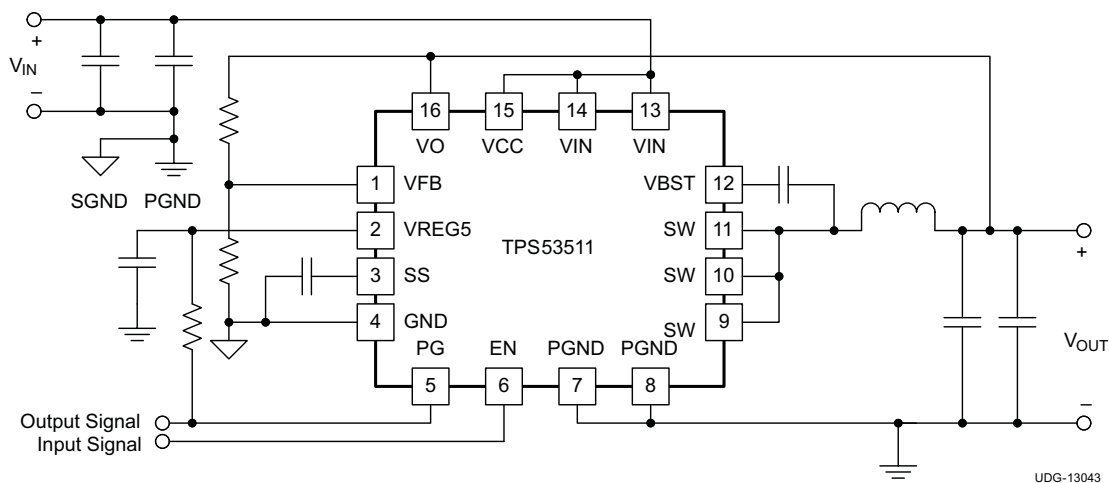 +
VIN
–
SGND PGND
16 15 14 13
VO VCC VIN VIN
1 VFB
2 VREG5
3 SS
4 GND
TPS53511
VBST 12
SW 11
SW 10
SW 9
PG EN PGND PGND
5 6 7 8
+
VOUT
–
Output Signal
Input Signal
UDG-13043